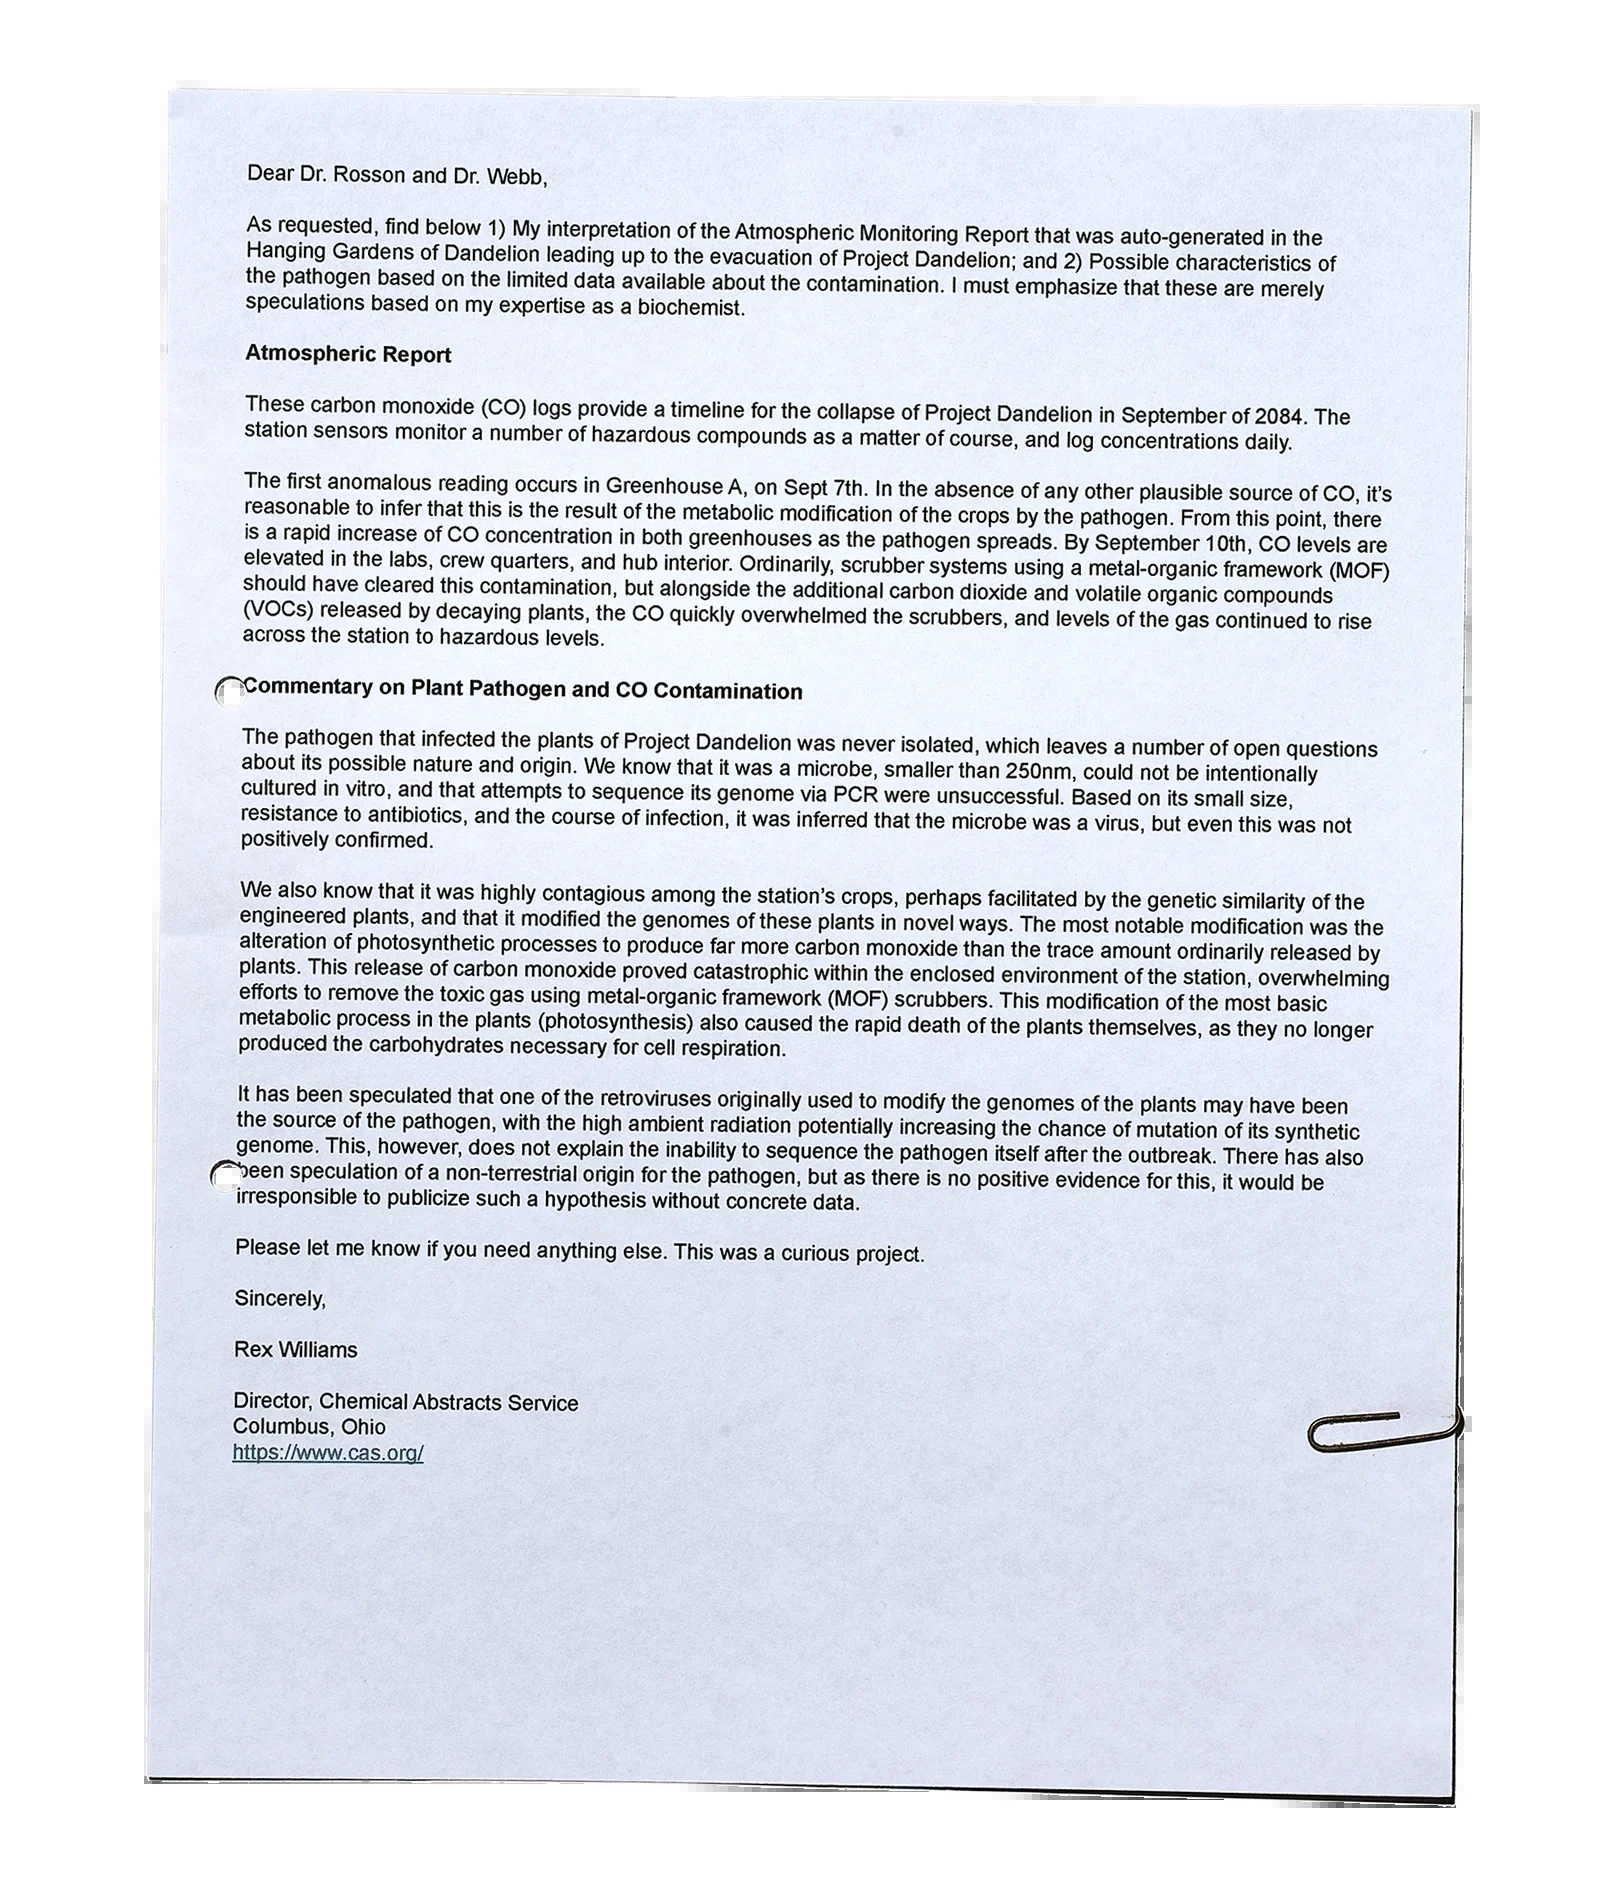 Dear Dr. Rosson and Dr. Webb,
As requested, find below 1) My interpretation of the Atmospheric Monitoring Report that was auto-generated in the
Hanging Gardens of Dandelion leading up to the evacuation of Project Dandelion; and 2) Possible characteristics of
the pathogen based on the limited data available about the contamination. I must emphasize that these are merely
speculations based on my expertise as a biochemist.
Atmospheric Report
These carbon monoxide (CO) logs provide a timeline for the collapse of Project Dandelion in September of 2084. The
station sensors monitor a number of hazardous compounds as a matter of course, and log concentrations daily.
The first anomalous reading occurs in Greenhouse A, on Sept 7th. In the absence of any other plausible source of CO, it's
reasonable to infer that this is the result of the metabolic modification of the crops by the pathogen. From this point, there
is a rapid increase of CO concentration in both greenhouses as the pathogen spreads. By September 10th, CO levels are
elevated in the labs, crew quarters, and hub interior. Ordinarily, scrubber systems using a metal-organic framework (MOF)
should have cleared this contamination, but alongside the additional carbon dioxide and volatile organic compounds
(VOCs) released by decaying plants, the CO quickly overwhelmed the scrubbers, and levels of the gas continued to rise
across the station to hazardous levels.
Commentary on Plant Pathogen and CO Contamination
The pathogen that infected the plants of Project Dandelion was never isolated, which leaves a number of open questions
about its possible nature and origin. We know that it was a microbe, smaller than 250nm, could not be intentionally
cultured in vitro, and that attempts to sequence its genome via PCR were unsuccessful. Based on its small size,
resistance to antibiotics, and the course of infection, it was inferred that the microbe was a virus, but even this was not
positively confirmed.
We also know that it was highly contagious among the station's crops, perhaps facilitated by the genetic similarity of the
engineered plants, and that it modified the genomes of these plants in novel ways. The most notable modification was the
alteration of photosynthetic processes to produce far more carbon monoxide than the trace amount ordinarily released by
plants. This release of carbon monoxide proved catastrophic within the enclosed environment of the station, overwhelming
efforts to remove the toxic gas using metal-organic framework (MOF) scrubbers. This modification of the most basic
metabolic process in the plants (photosynthesis) also caused the rapid death of the plants themselves, as they no longer
produced the carbohydrates necessary for cell respiration.
It has been speculated that one of the retroviruses originally used to modify the genomes of the plants may have been
the source of the pathogen, with the high ambient radiation potentially increasing the chance of mutation of its synthetic
genome. This, however, does not explain the inability to sequence the pathogen itself after the outbreak. There has also
been speculation of a non-terrestrial origin for the pathogen, but as there is no positive evidence for this, it would be
irresponsible to publicize such a hypothesis without concrete data.
Please let me know if you need anything else. This was a curious project.
Sincerely,
Rex Williams
Director, Chemical Abstracts Service
Columbus, Ohio
https://www.cas.org/